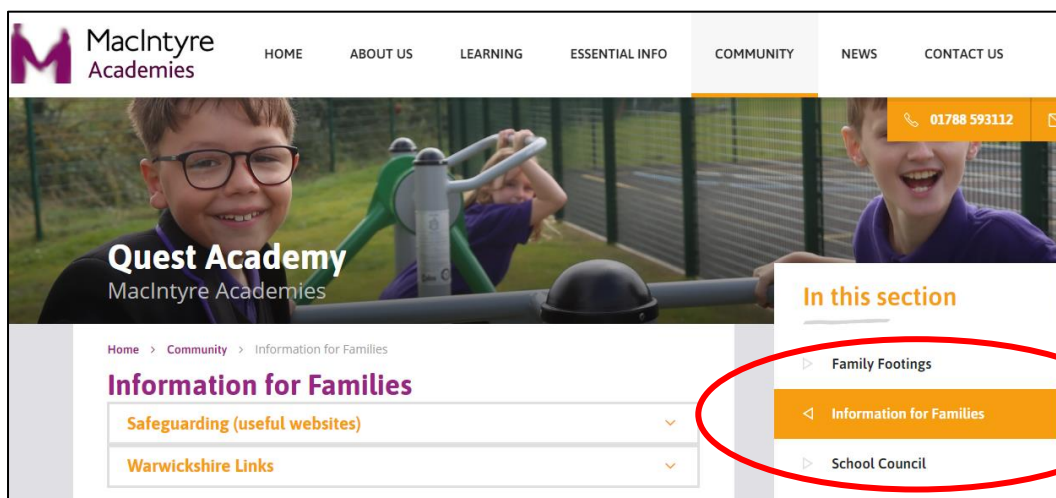 MacIntyre
Academies
HOME ABOUT US LEARNING ESSENTIAL INFO COMMUNITY NEWS CONTACT US
01788 593112
Quest Academy
MacIntyre Academies
In this section
Home > Community > Information for Families
Information for Families
Safeguarding (useful websites)
Warwickshire Links
Family Footings
Information for Families
School Council